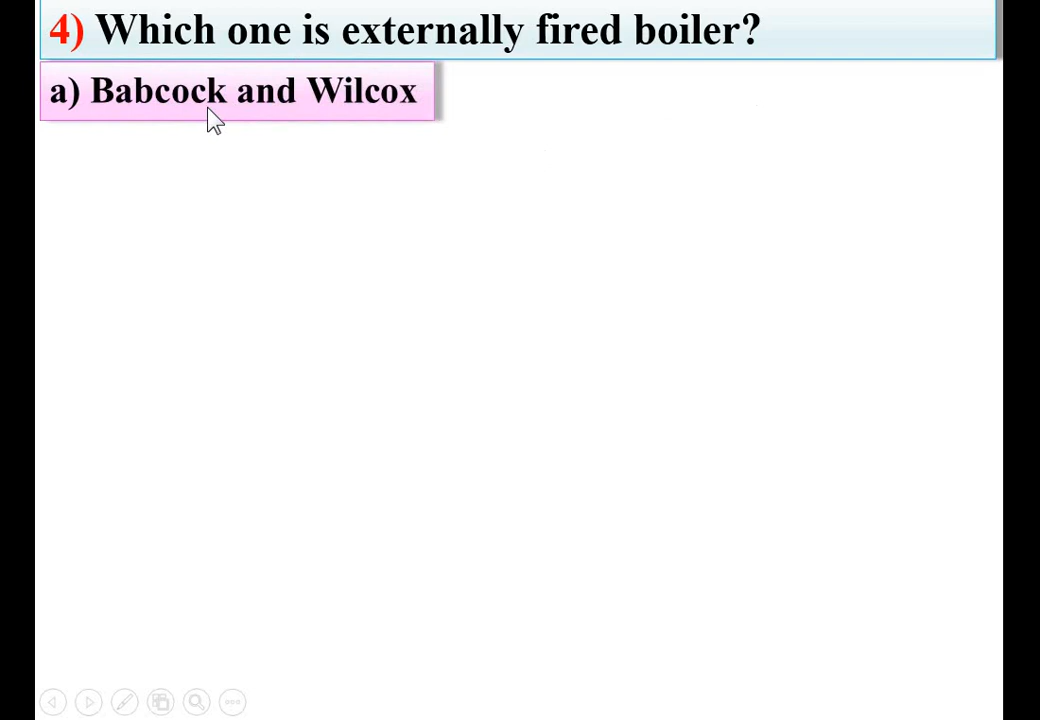 4) Which one is externally fired boiler?
a) Babcock and Wilcox